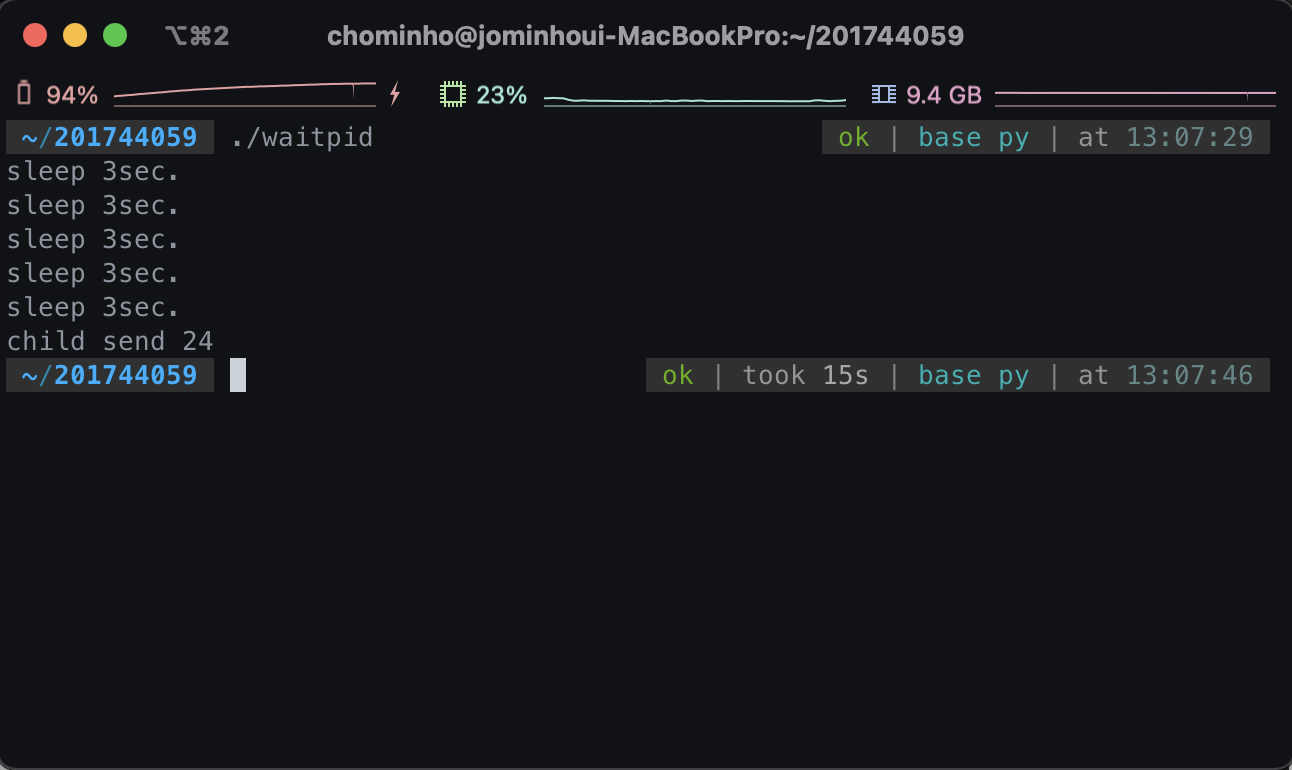 ⌥⌘2 chominho@jominhoui-MacBookPro:~/201744059
94% 23% 9.4 GB
~/201744059 ./waitpid ok | base py | at 13:07:29
sleep 3sec.
sleep 3sec.
sleep 3sec.
sleep 3sec.
sleep 3sec.
child send 24
~/201744059 ok | took 15s | base py | at 13:07:46